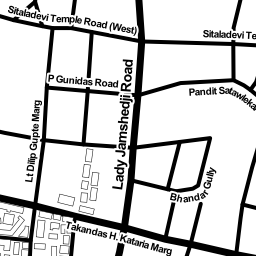 Sitaladevi Temple Road (West)
Sitaladevi Te
P Gunidas Road
Pandit Satawleka
Lady Jamshedji Road
Lt Dilip Gupte Marg
Bhandar Gully
Takandas H. Kataria Marg